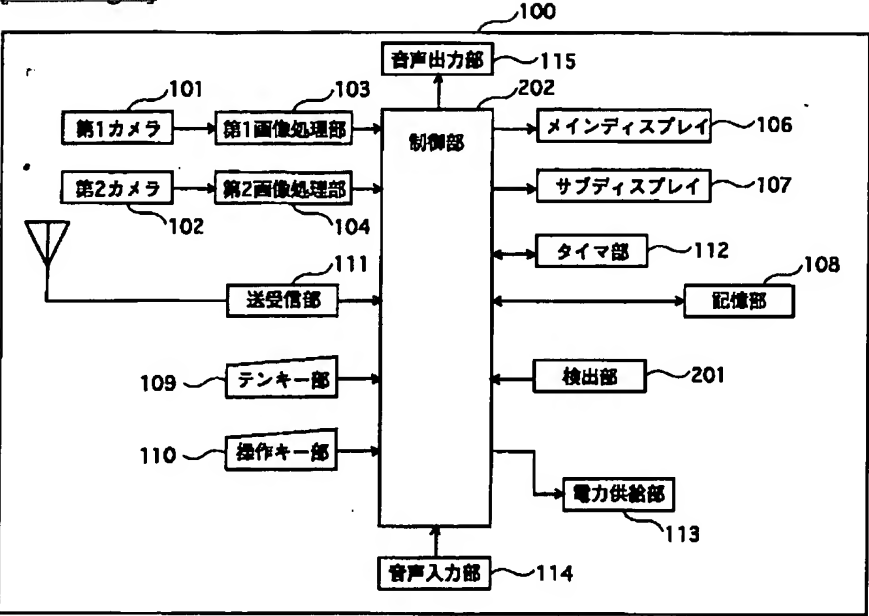 100
音声出力部
115
101
103
202
第1カメラ
第1画像処理部
制御部
メインディスプレイ
106
第2カメラ
第2画像処理部
サブディスプレイ
107
102
104
111
タイマ部
112
108
送受信部
記憶部
109
テンキー部
検出部
201
110
操作キー部
電力供給部
113
音声入力部
114